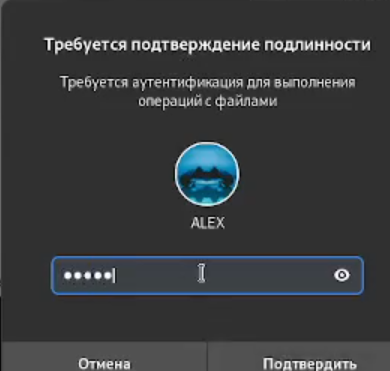 Требуется подтверждение подлинности
Требуется аутентификация для выполнения
операций с файлами
ALEX
•••••
Отмена
Подтвердить